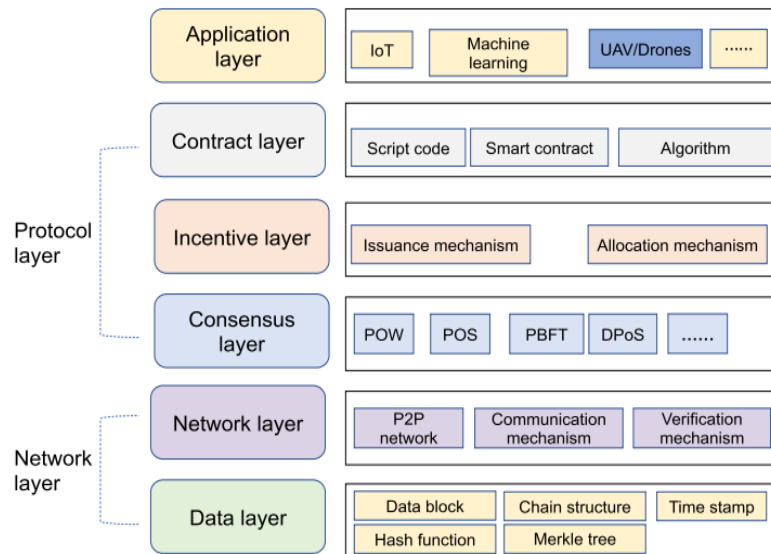 Application
layer
IoT
Machine
learning
UAV/Drones
......
Contract layer
Script code
Smart contract
Algorithm
Protocol
layer
Incentive layer
Issuance mechanism
Allocation mechanism
Consensus
layer
POW
POS
PBFT
DPoS
......
Network layer
P2P
network
Communication
mechanism
Verification
mechanism
Network
layer
Data layer
Data block
Chain structure
Time stamp
Hash function
Merkle tree